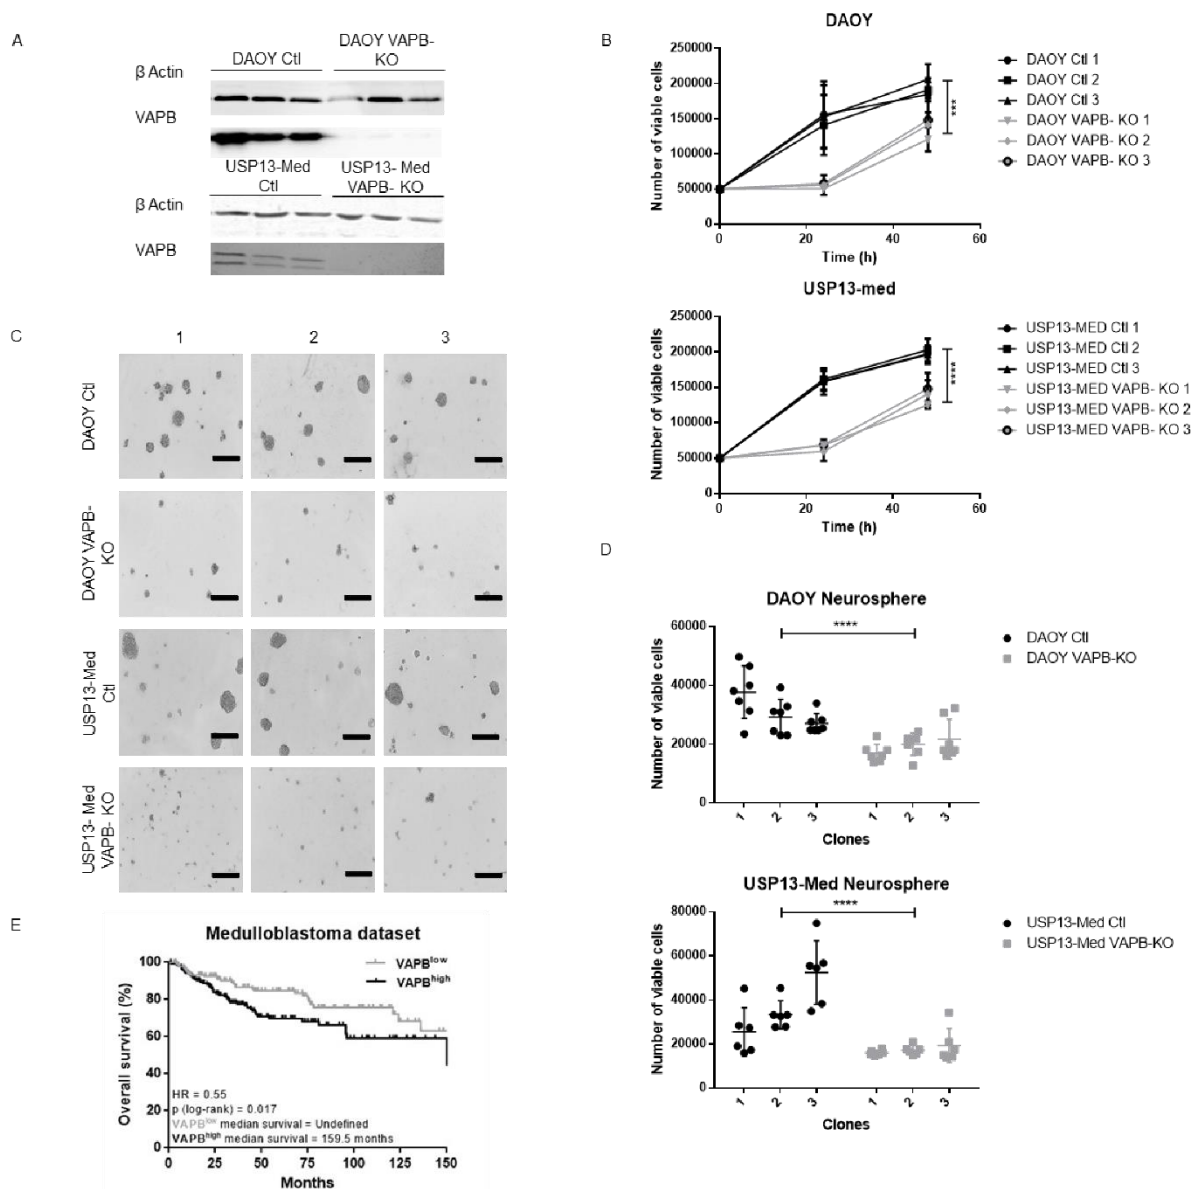 A
DAOY Ctl
DAOY VAPB-
KO
β Actin
VAPB
USP13-Med
Ctl
USP13- Med
VAPB- KO
β Actin
VAPB
B
DAOY
Number of viable cells
250000
200000
150000
100000
50000
0
0
20
40
60
Time (h)
***
DAOY Ctl 1
DAOY Ctl 2
DAOY Ctl 3
DAOY VAPB- KO 1
DAOY VAPB- KO 2
DAOY VAPB- KO 3
USP13-med
Number of viable cells
250000
200000
150000
100000
50000
0
0
20
40
60
Time (h)
****
USP13-MED Ctl 1
USP13-MED Ctl 2
USP13-MED Ctl 3
USP13-MED VAPB- KO 1
USP13-MED VAPB- KO 2
USP13-MED VAPB- KO 3
C
1
2
3
DAOY Ctl
DAOY VAPB-
KO
USP13-Med
Ctl
USP13- Med
VAPB- KO
D
DAOY Neurosphere
Number of viable cells
60000
40000
20000
0
****
1
2
3
1
2
3
Clones
DAOY Ctl
DAOY VAPB-KO
USP13-Med Neurosphere
Number of viable cells
80000
60000
40000
20000
0
****
1
2
3
1
2
3
Clones
USP13-Med Ctl
USP13-Med VAPB-KO
E
Medulloblastoma dataset
Overall survival (%)
100
80
60
40
20
0
VAPBlow
VAPBhigh
HR = 0.55
p (log-rank) = 0.017
VAPBlow median survival = Undefined
VAPBhigh median survival = 159.5 months
0
25
50
75
100
125
150
Months